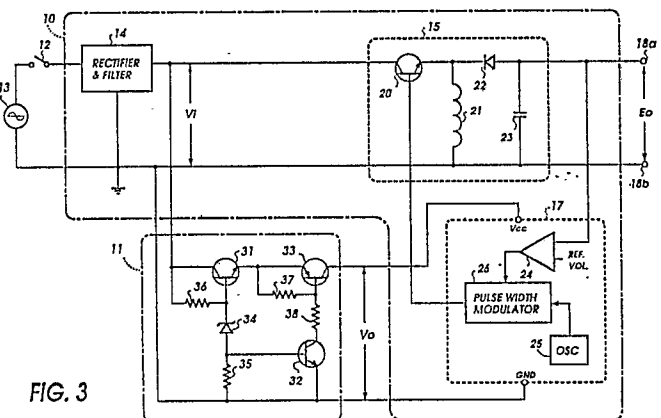 10
12
14
RECTIFIER
& FILTER
15
18a
13
Vi
20
21
22
23
Eo
18b
17
Vcc
11
31
33
24
REF.
VOL.
36
37
26
PULSE WIDTH
MODULATOR
34
38
Vo
35
32
25
OSC
GND
FIG. 3